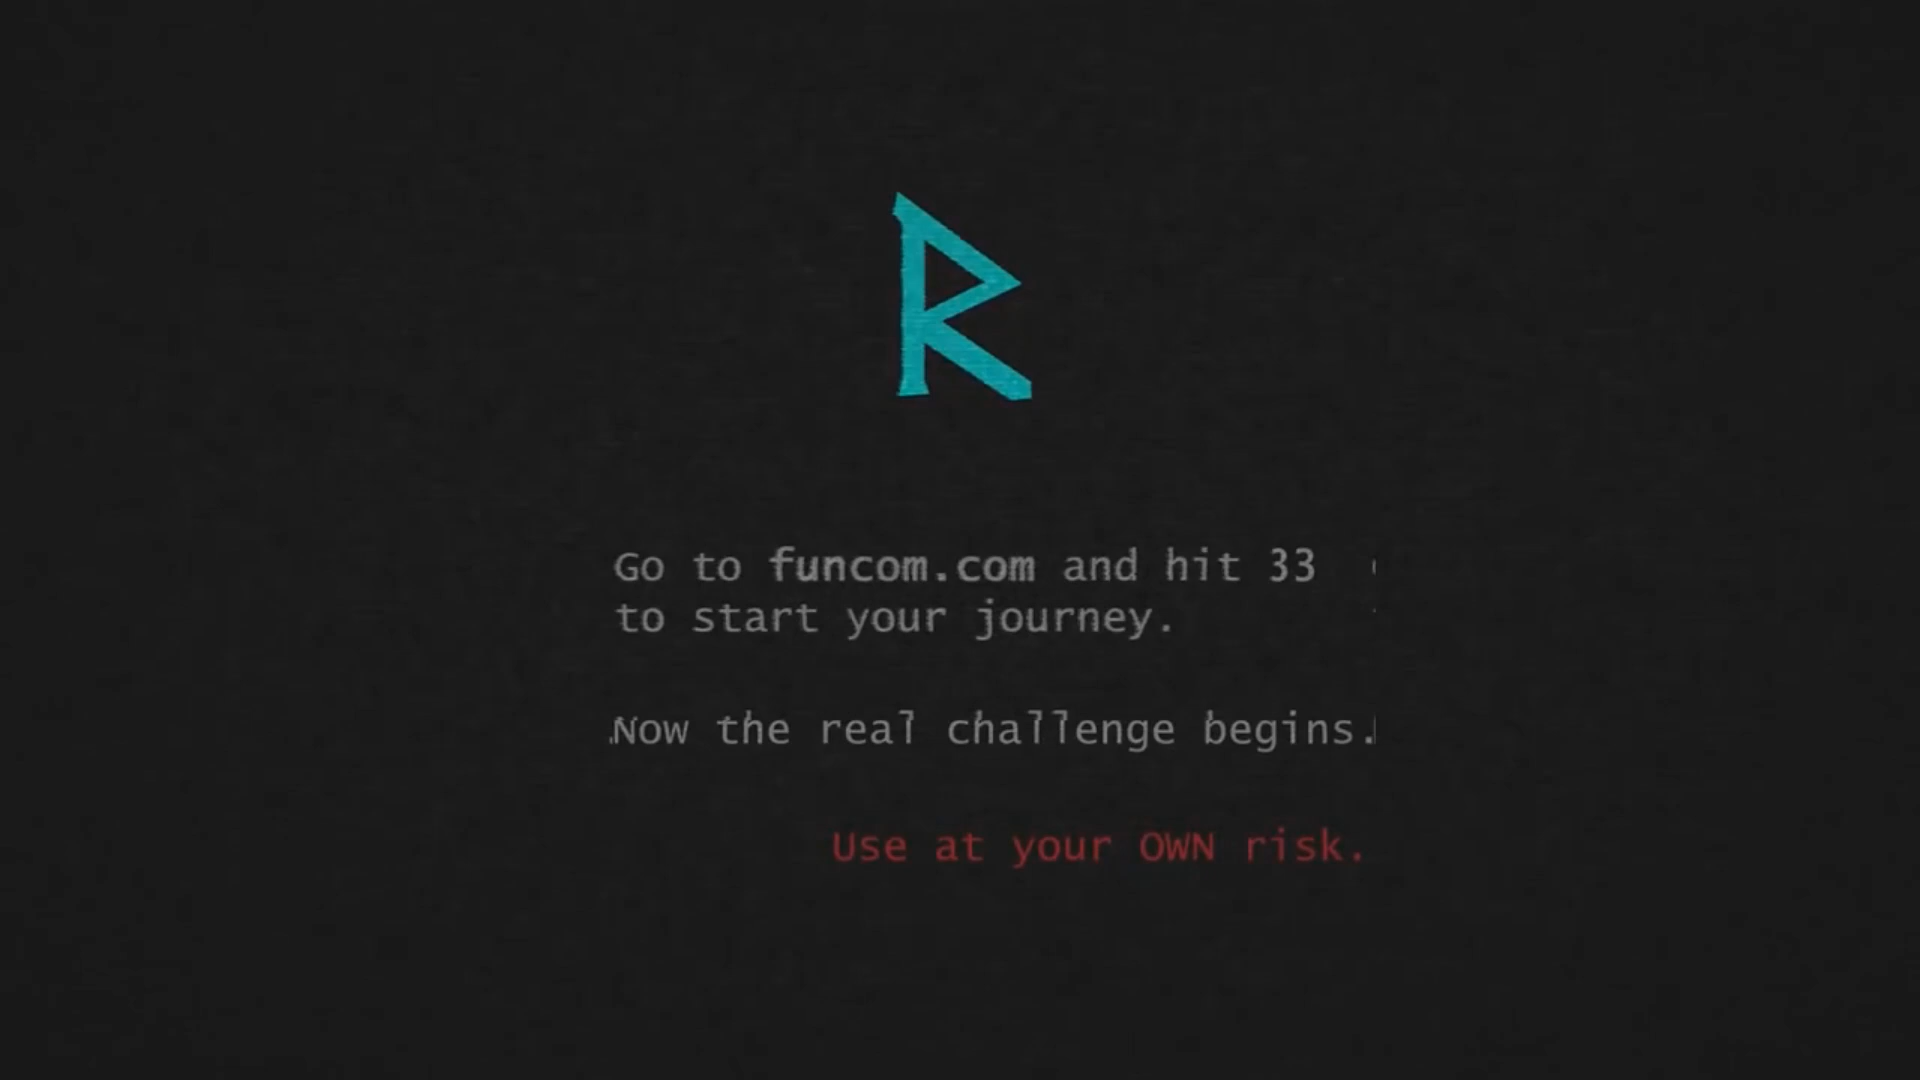 R
Go to funcom.com and hit 33
to start your journey.
Now the real challenge begins.
Use at your OWN risk.